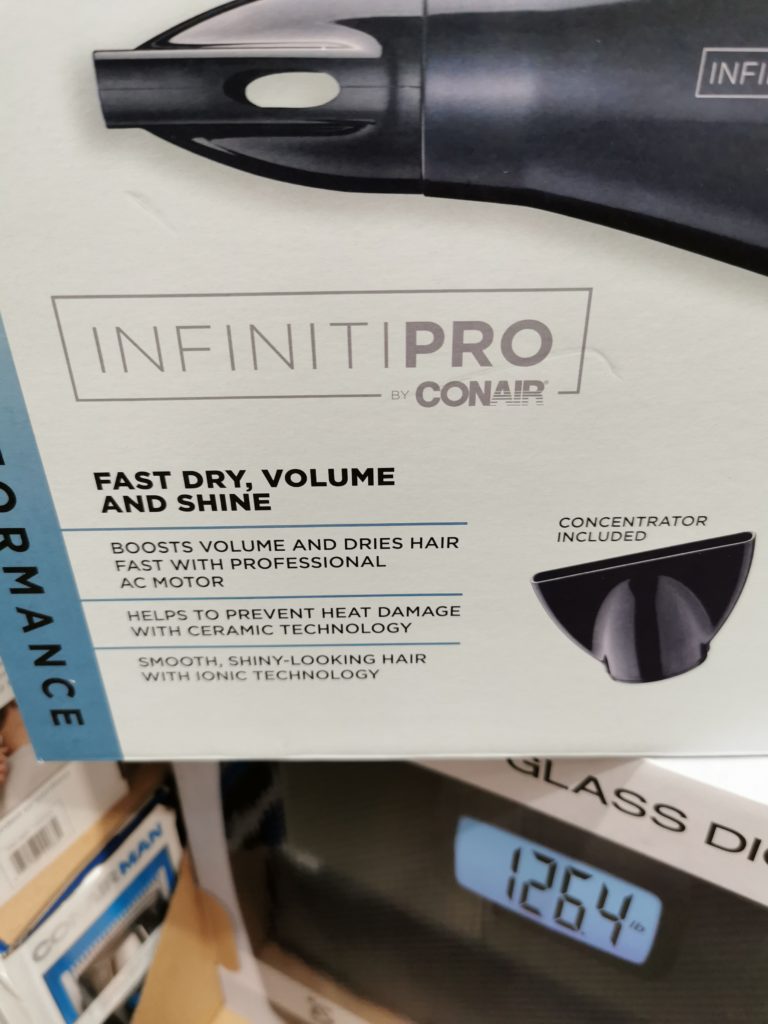 INFI
INFINITIPRO
BY CONAIR®
FAST DRY, VOLUME
AND SHINE
BOOSTS VOLUME AND DRIES HAIR
FAST WITH PROFESSIONAL
AC MOTOR
HELPS TO PREVENT HEAT DAMAGE
WITH CERAMIC TECHNOLOGY
SMOOTH, SHINY-LOOKING HAIR
WITH IONIC TECHNOLOGY
CONCENTRATOR
INCLUDED
ORMANCE
GLASS DI
126.4 lb
CONAIRMAN